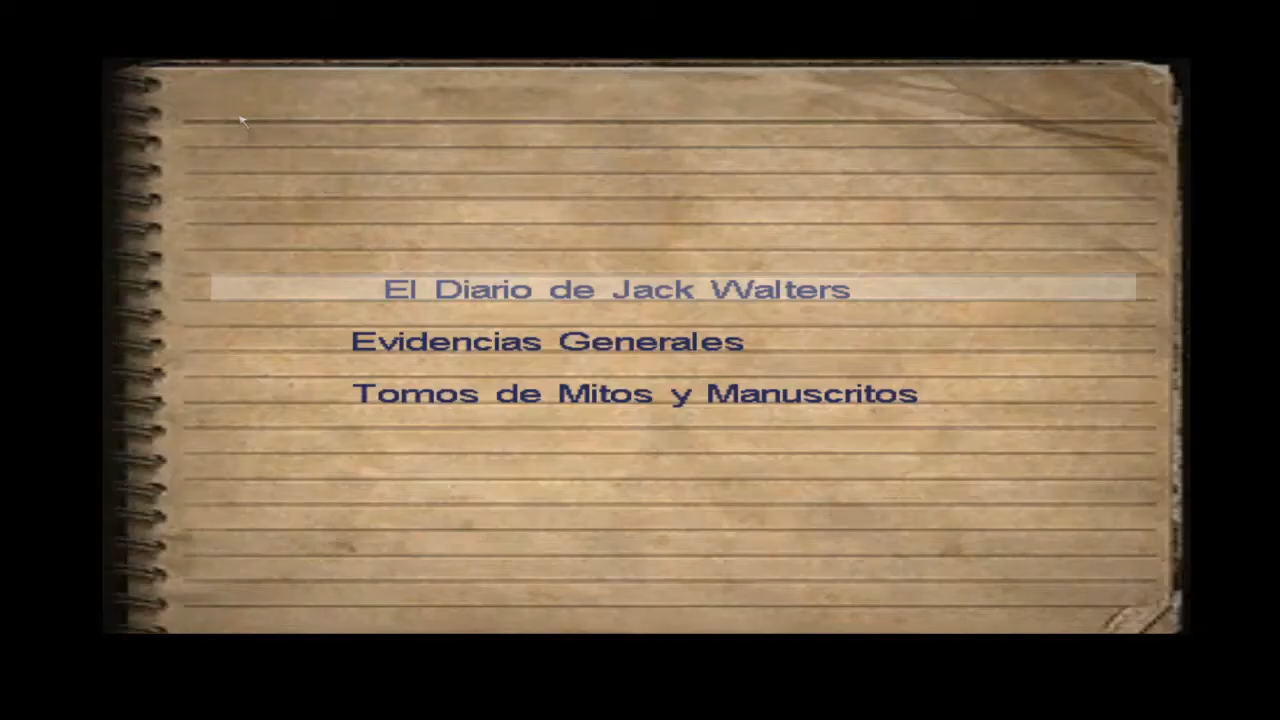 El Diario de Jack Walters
Evidencias Generales
Tomos de Mitos y Manuscritos